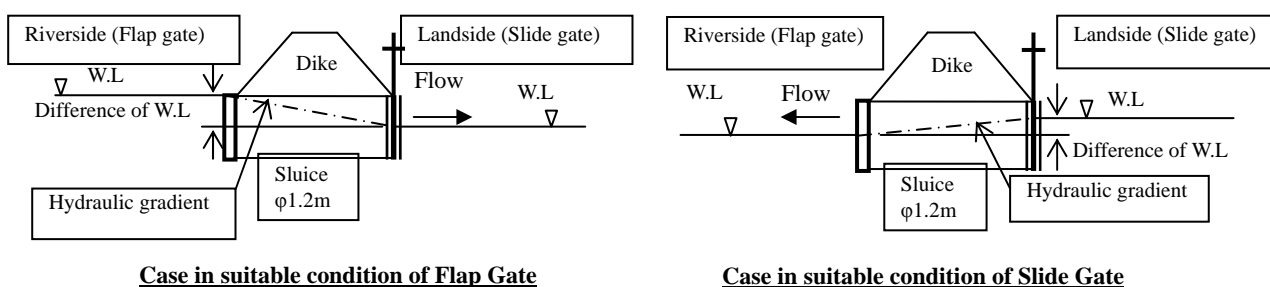 Riverside (Flap gate)
Landside (Slide gate)
Dike
W.L
Flow
W.L
Difference of W.L
Sluice
φ1.2m
Hydraulic gradient
Case in suitable condition of Flap Gate
Riverside (Flap gate)
Landside (Slide gate)
Dike
W.L
Flow
W.L
Difference of W.L
Sluice
φ1.2m
Hydraulic gradient
Case in suitable condition of Slide Gate